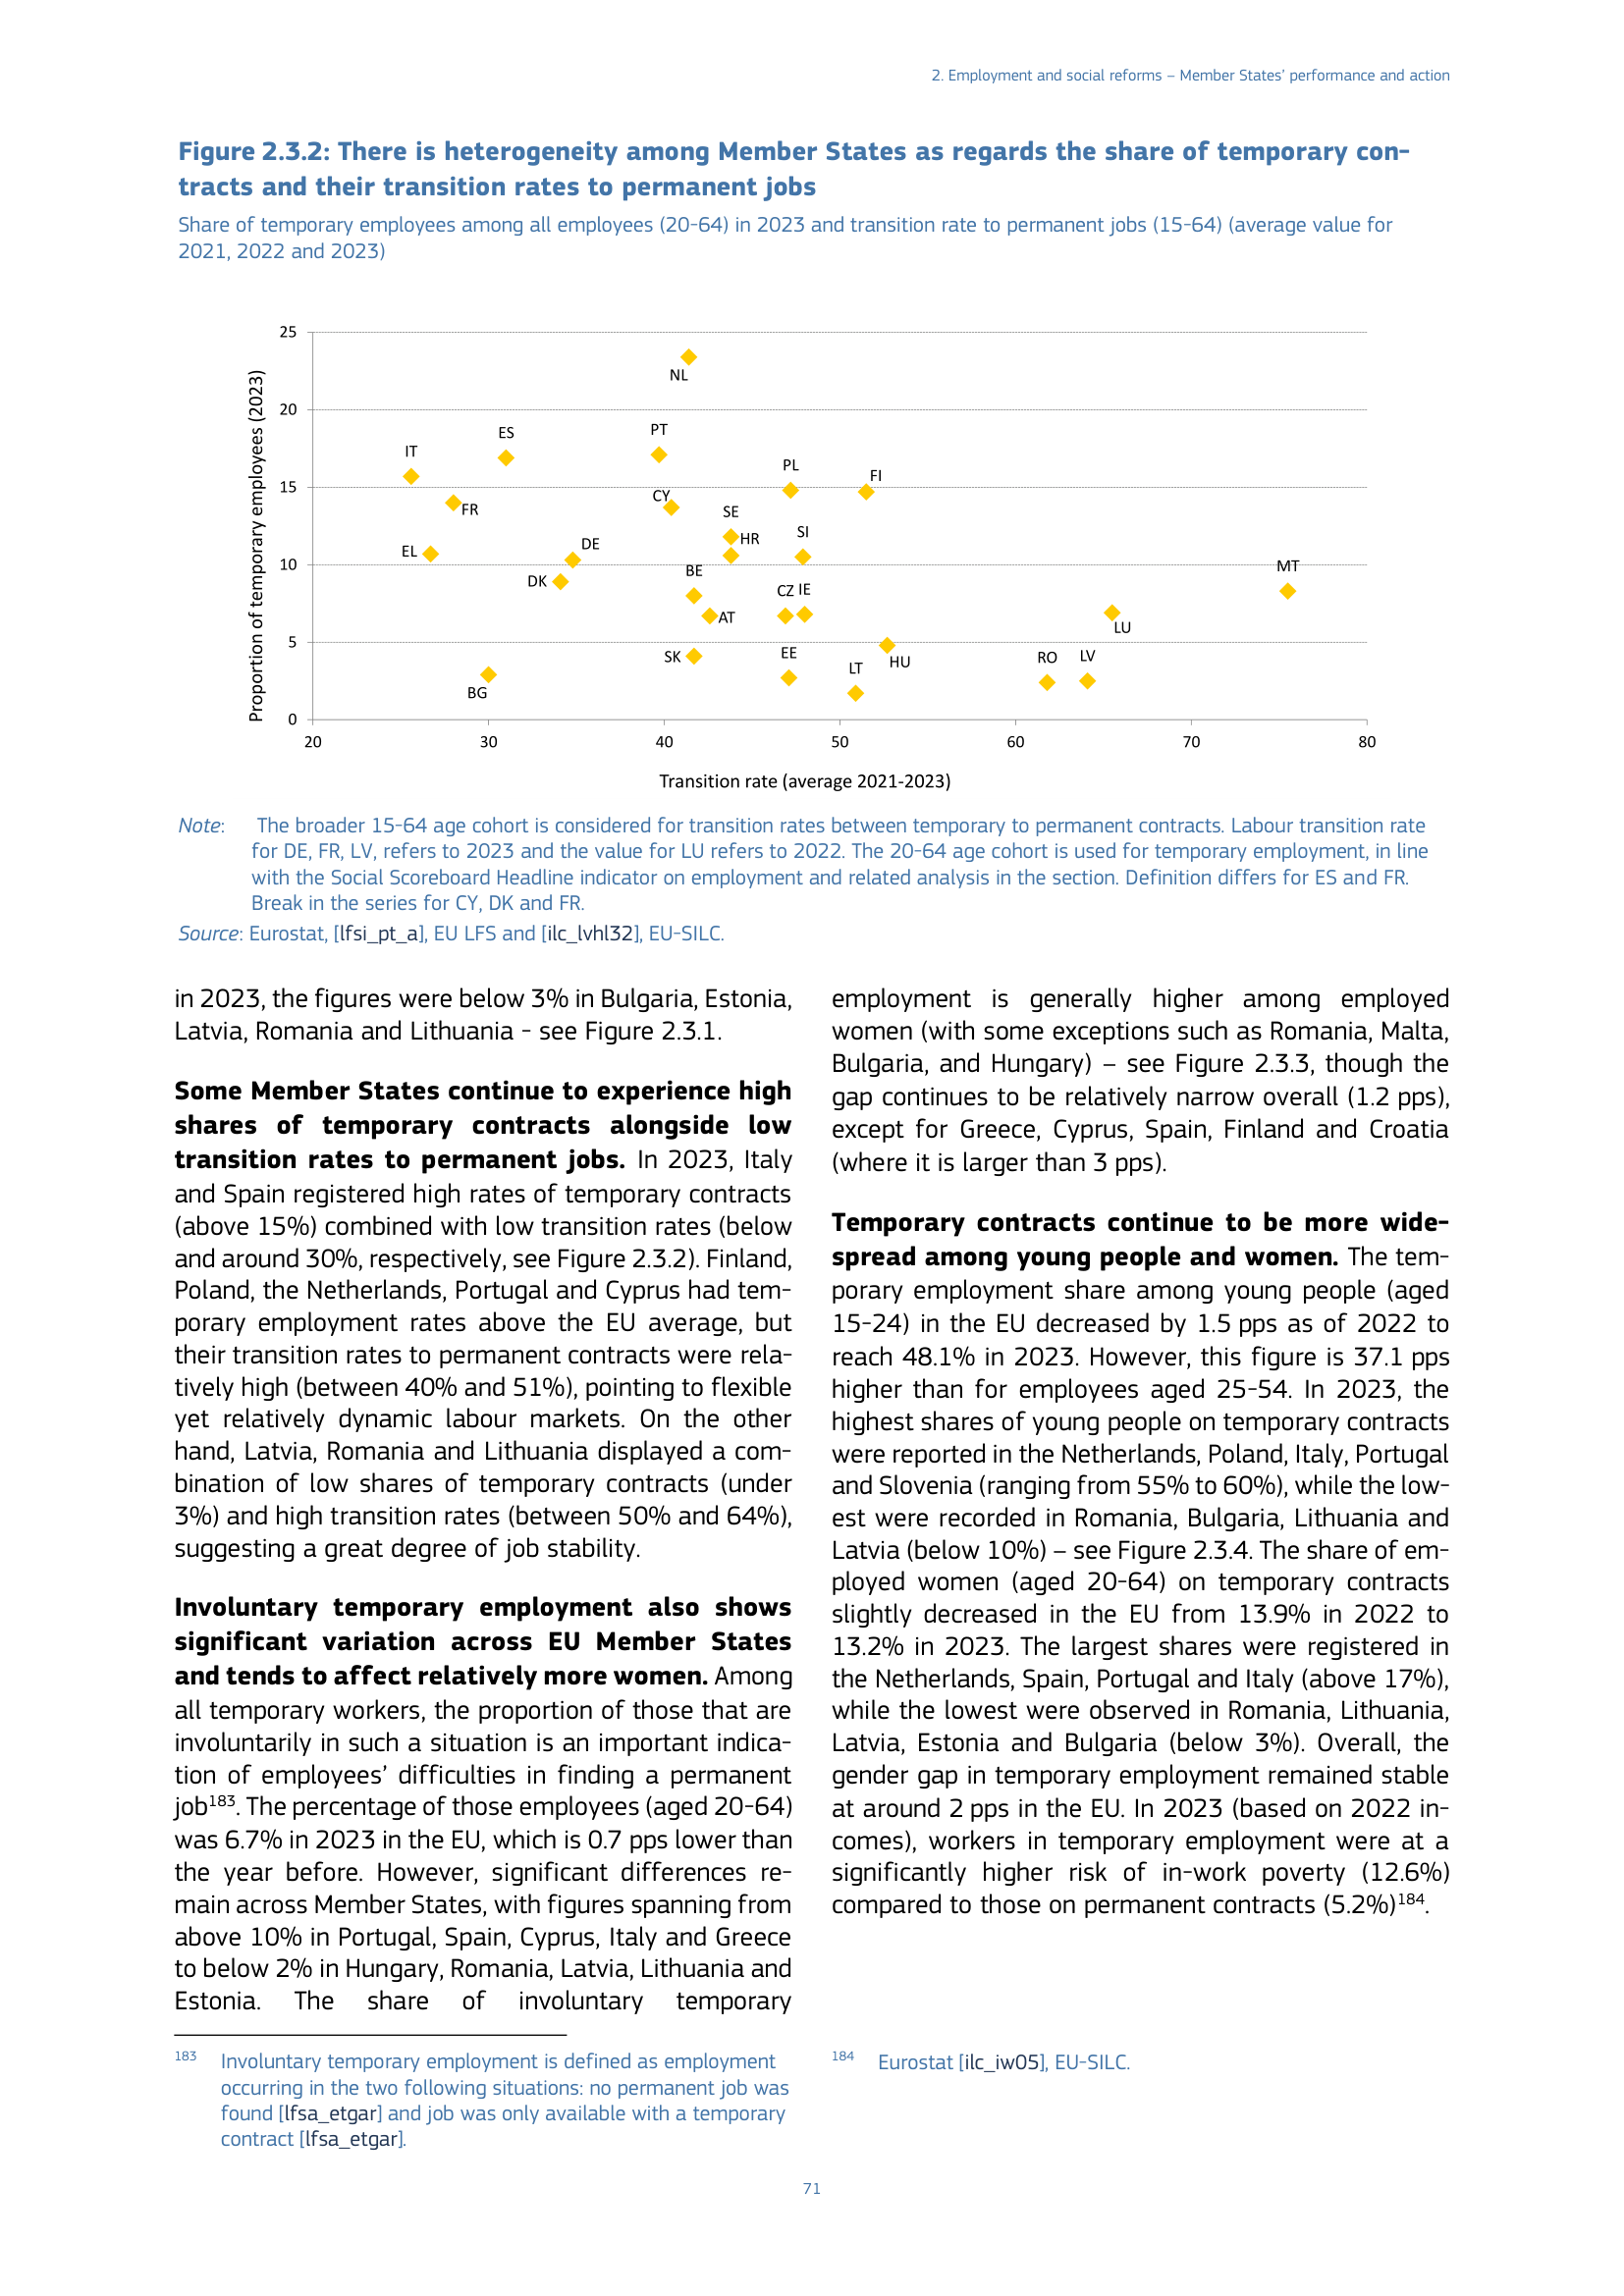 2. Employment and social reforms – Member States’ performance and action
Figure 2.3.2: There is heterogeneity among Member States as regards the share of temporary con-
tracts and their transition rates to permanent jobs
Share of temporary employees among all employees (20-64) in 2023 and transition rate to permanent jobs (15-64) (average value for
2021, 2022 and 2023)
Proportion of temporary employees (2023)
25
20
15
10
5
0
NL
ES
PT
IT
PL
FI
CY
FR
SE
HR
SI
EL
DE
DK
BE
MT
CZ IE
AT
LU
SK
EE
HU
LT
RO
LV
BG
20
30
40
50
60
70
80
Transition rate (average 2021-2023)
Note: The broader 15-64 age cohort is considered for transition rates between temporary to permanent contracts. Labour transition rate
for DE, FR, LV, refers to 2023 and the value for LU refers to 2022. The 20-64 age cohort is used for temporary employment, in line
with the Social Scoreboard Headline indicator on employment and related analysis in the section. Definition differs for ES and FR.
Break in the series for CY, DK and FR.
Source: Eurostat, [lfsi_pt_a], EU LFS and [ilc_lvhl32], EU-SILC.
in 2023, the figures were below 3% in Bulgaria, Estonia,
Latvia, Romania and Lithuania - see Figure 2.3.1.
Some Member States continue to experience high
shares of temporary contracts alongside low
transition rates to permanent jobs. In 2023, Italy
and Spain registered high rates of temporary contracts
(above 15%) combined with low transition rates (below
and around 30%, respectively, see Figure 2.3.2). Finland,
Poland, the Netherlands, Portugal and Cyprus had tem-
porary employment rates above the EU average, but
their transition rates to permanent contracts were rela-
tively high (between 40% and 51%), pointing to flexible
yet relatively dynamic labour markets. On the other
hand, Latvia, Romania and Lithuania displayed a com-
bination of low shares of temporary contracts (under
3%) and high transition rates (between 50% and 64%),
suggesting a great degree of job stability.
Involuntary temporary employment also shows
significant variation across EU Member States
and tends to affect relatively more women. Among
all temporary workers, the proportion of those that are
involuntarily in such a situation is an important indica-
tion of employees’ difficulties in finding a permanent
job183. The percentage of those employees (aged 20-64)
was 6.7% in 2023 in the EU, which is 0.7 pps lower than
the year before. However, significant differences re-
main across Member States, with figures spanning from
above 10% in Portugal, Spain, Cyprus, Italy and Greece
to below 2% in Hungary, Romania, Latvia, Lithuania and
Estonia. The share of involuntary temporary
employment is generally higher among employed
women (with some exceptions such as Romania, Malta,
Bulgaria, and Hungary) – see Figure 2.3.3, though the
gap continues to be relatively narrow overall (1.2 pps),
except for Greece, Cyprus, Spain, Finland and Croatia
(where it is larger than 3 pps).
Temporary contracts continue to be more wide-
spread among young people and women. The tem-
porary employment share among young people (aged
15-24) in the EU decreased by 1.5 pps as of 2022 to
reach 48.1% in 2023. However, this figure is 37.1 pps
higher than for employees aged 25-54. In 2023, the
highest shares of young people on temporary contracts
were reported in the Netherlands, Poland, Italy, Portugal
and Slovenia (ranging from 55% to 60%), while the low-
est were recorded in Romania, Bulgaria, Lithuania and
Latvia (below 10%) – see Figure 2.3.4. The share of em-
ployed women (aged 20-64) on temporary contracts
slightly decreased in the EU from 13.9% in 2022 to
13.2% in 2023. The largest shares were registered in
the Netherlands, Spain, Portugal and Italy (above 17%),
while the lowest were observed in Romania, Lithuania,
Latvia, Estonia and Bulgaria (below 3%). Overall, the
gender gap in temporary employment remained stable
at around 2 pps in the EU. In 2023 (based on 2022 in-
comes), workers in temporary employment were at a
significantly higher risk of in-work poverty (12.6%)
compared to those on permanent contracts (5.2%)184.
183 Involuntary temporary employment is defined as employment
occurring in the two following situations: no permanent job was
found [lfsa_etgar] and job was only available with a temporary
contract [lfsa_etgar].
184 Eurostat [ilc_iw05], EU-SILC.
71